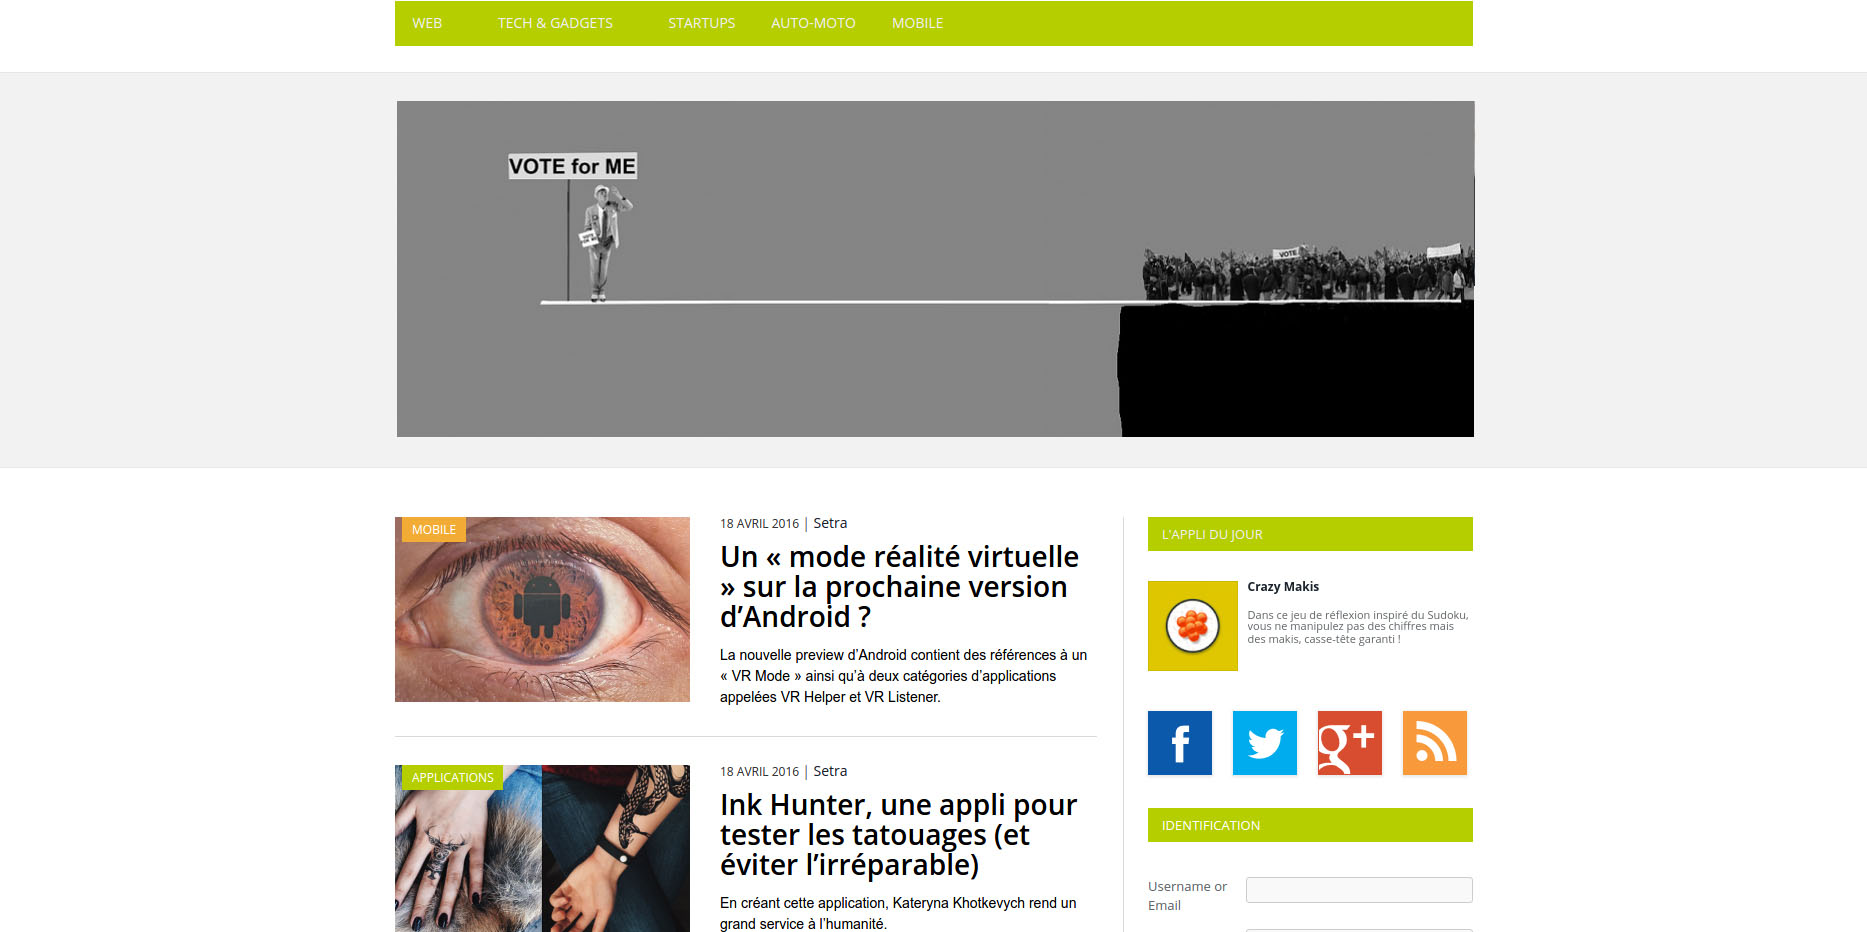 WEB TECH & GADGETS STARTUPS AUTO-MOTO MOBILE
VOTE for ME
VOTE
MOBILE
18 AVRIL 2016 | Setra
Un « mode réalité virtuelle
» sur la prochaine version
d’Android ?
La nouvelle preview d’Android contient des références à un
« VR Mode » ainsi qu’à deux catégories d’applications
appelées VR Helper et VR Listener.
APPLICATIONS
18 AVRIL 2016 | Setra
Ink Hunter, une appli pour
tester les tatouages (et
éviter l’irréparable)
En créant cette application, Kateryna Khotkevych rend un
grand service à l’humanité.
L'APPLI DU JOUR
Crazy Makis
Dans ce jeu de réflexion inspiré du Sudoku,
vous ne manipulez pas des chiffres mais
des makis, casse-tête garanti !
f
g+
IDENTIFICATION
Username or
Email